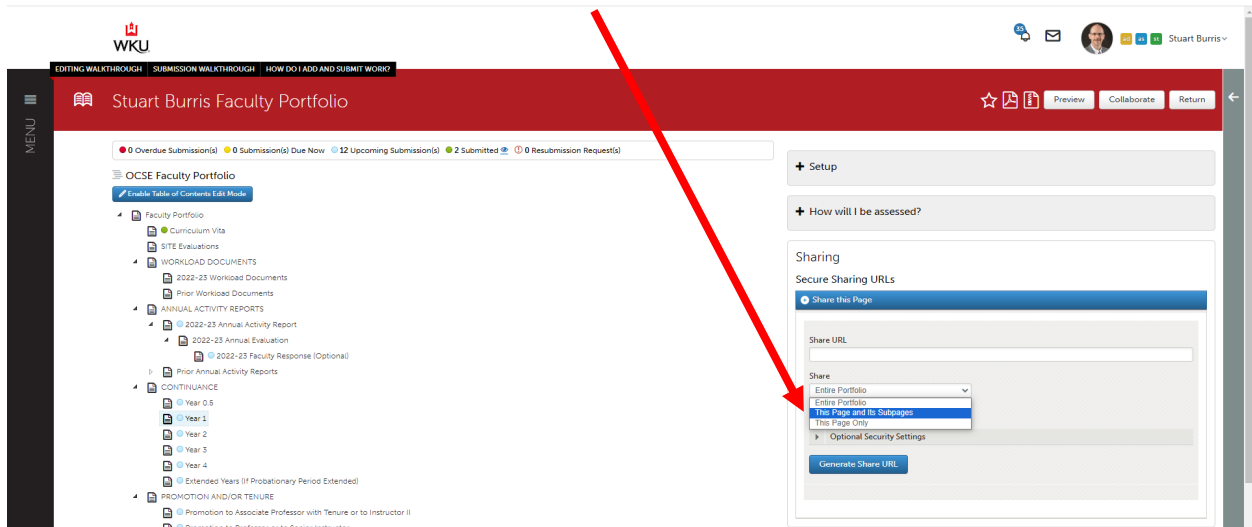 WKU
35
ad as st Stuart Burris
EDITING WALKTHROUGH SUBMISSION WALKTHROUGH HOW DO I ADD AND SUBMIT WORK?
MENU
Stuart Burris Faculty Portfolio
Preview Collaborate Return
0 Overdue Submission(s) 0 Submission(s) Due Now 12 Upcoming Submission(s) 2 Submitted 0 Resubmission Request(s)
OCSE Faculty Portfolio
Enable Table of Contents Edit Mode
Faculty Portfolio
Curriculum Vita
SITE Evaluations
WORKLOAD DOCUMENTS
2022-23 Workload Documents
Prior Workload Documents
ANNUAL ACTIVITY REPORTS
2022-23 Annual Activity Report
2022-23 Annual Evaluation
2022-23 Faculty Response (Optional)
Prior Annual Activity Reports
CONTINUANCE
Year 0.5
Year 1
Year 2
Year 3
Year 4
Extended Years (If Probationary Period Extended)
PROMOTION AND/OR TENURE
Promotion to Associate Professor with Tenure or to Instructor II
Promotion to Professor or to Senior Instructor
Setup
How will I be assessed?
Sharing
Secure Sharing URLs
Share this Page
Share URL
Share
Entire Portfolio
Entire Portfolio
This Page and Its Subpages
This Page Only
Optional Security Settings
Generate Share URL